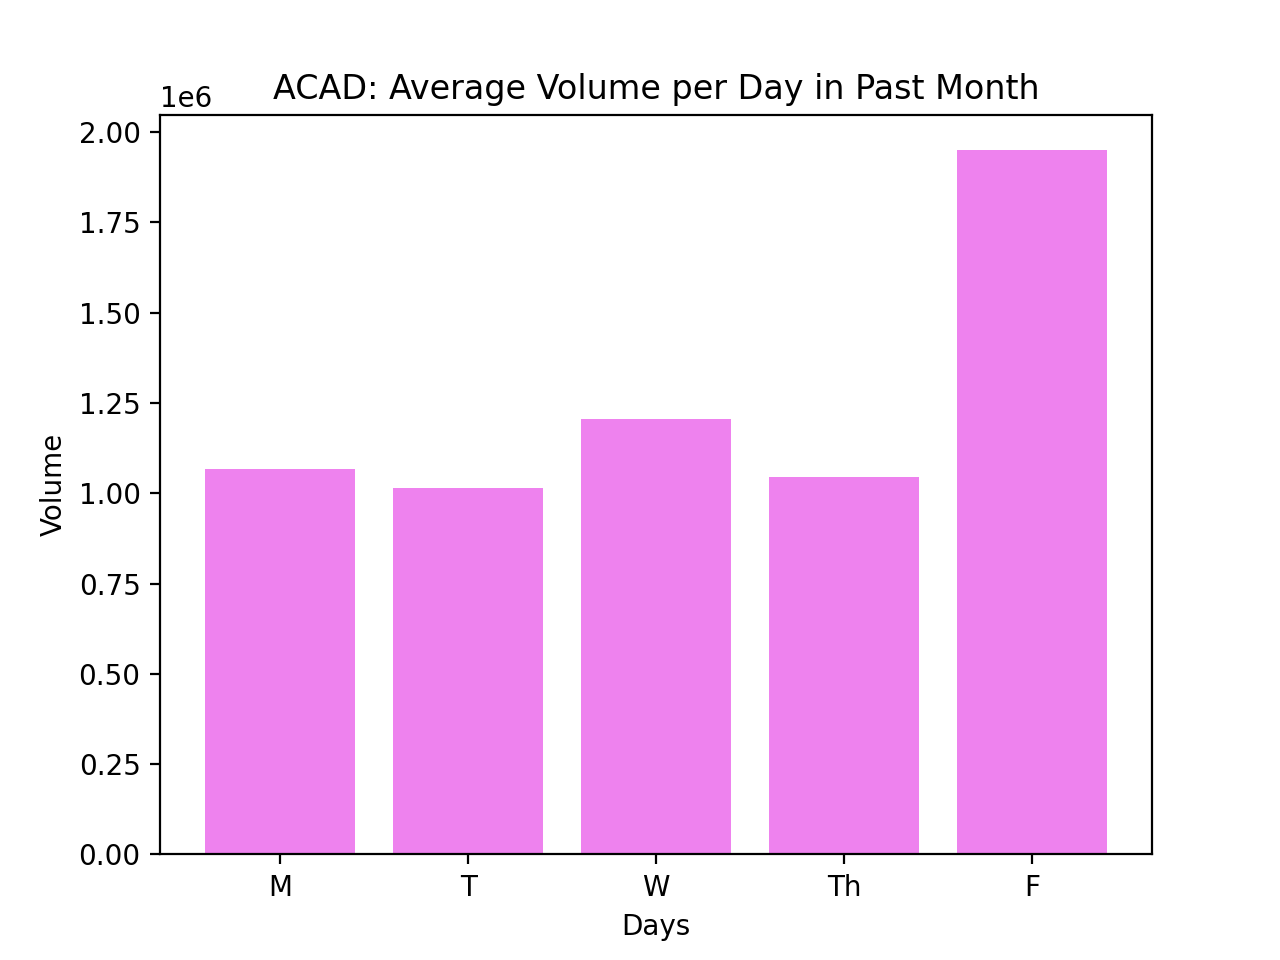 ACAD: Average Volume per Day in Past Month
1e6
2.00
1.75
1.50
1.25
1.00
0.75
0.50
0.25
0.00
Volume
M T W Th F
Days